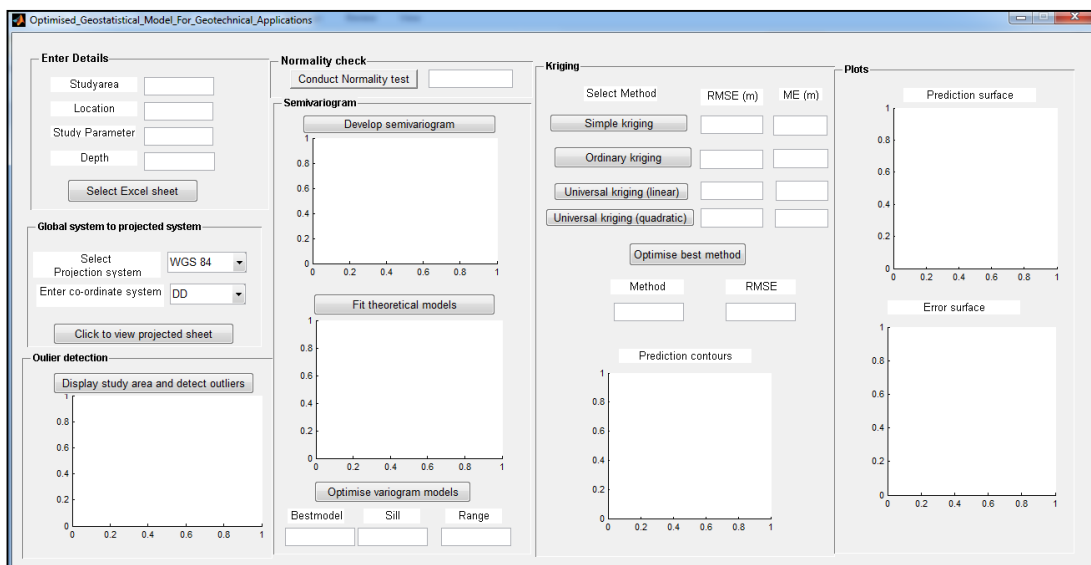 Optimised_Geostatistical_Model_For_Geotechnical_Applications
Enter Details
Studyarea
Location
Study Parameter
Depth
Select Excel sheet
Global system to projected system
Select
Projection system
WGS 84
Enter co-ordinate system
DD
Click to view projected sheet
Oulier detection
Display study area and detect outliers
1
0.8
0.6
0.4
0.2
0
0 0.2 0.4 0.6 0.8 1
Normality check
Conduct Normality test
Semivariogram
Develop semivariogram
1
0.8
0.6
0.4
0.2
0
0 0.2 0.4 0.6 0.8 1
Fit theoretical models
1
0.8
0.6
0.4
0.2
0
0 0.2 0.4 0.6 0.8 1
Optimise variogram models
Bestmodel Sill Range
Kriging
Select Method RMSE (m) ME (m)
Simple kriging
Ordinary kriging
Universal kriging (linear)
Universal kriging (quadratic)
Optimise best method
Method RMSE
Prediction contours
1
0.8
0.6
0.4
0.2
0
0 0.2 0.4 0.6 0.8 1
Plots
Prediction surface
1
0.8
0.6
0.4
0.2
0
0 0.2 0.4 0.6 0.8 1
Error surface
1
0.8
0.6
0.4
0.2
0
0 0.2 0.4 0.6 0.8 1